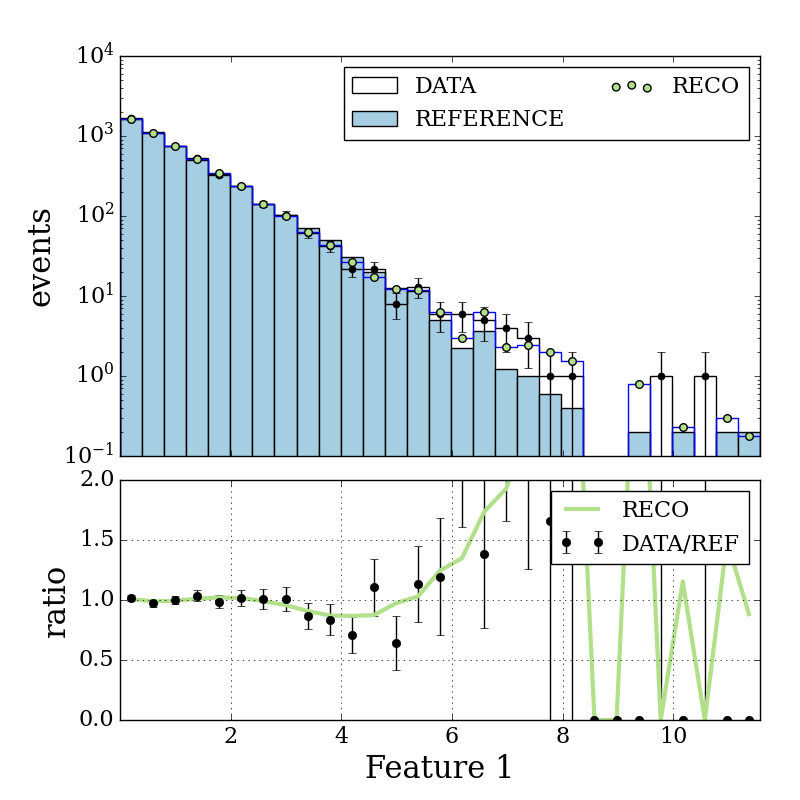 10^4
10^3
10^2
10^1
10^0
10^−1
events
DATA
REFERENCE
RECO
2.0
1.5
1.0
0.5
0.0
ratio
RECO
DATA/REF
2 4 6 8 10
Feature 1